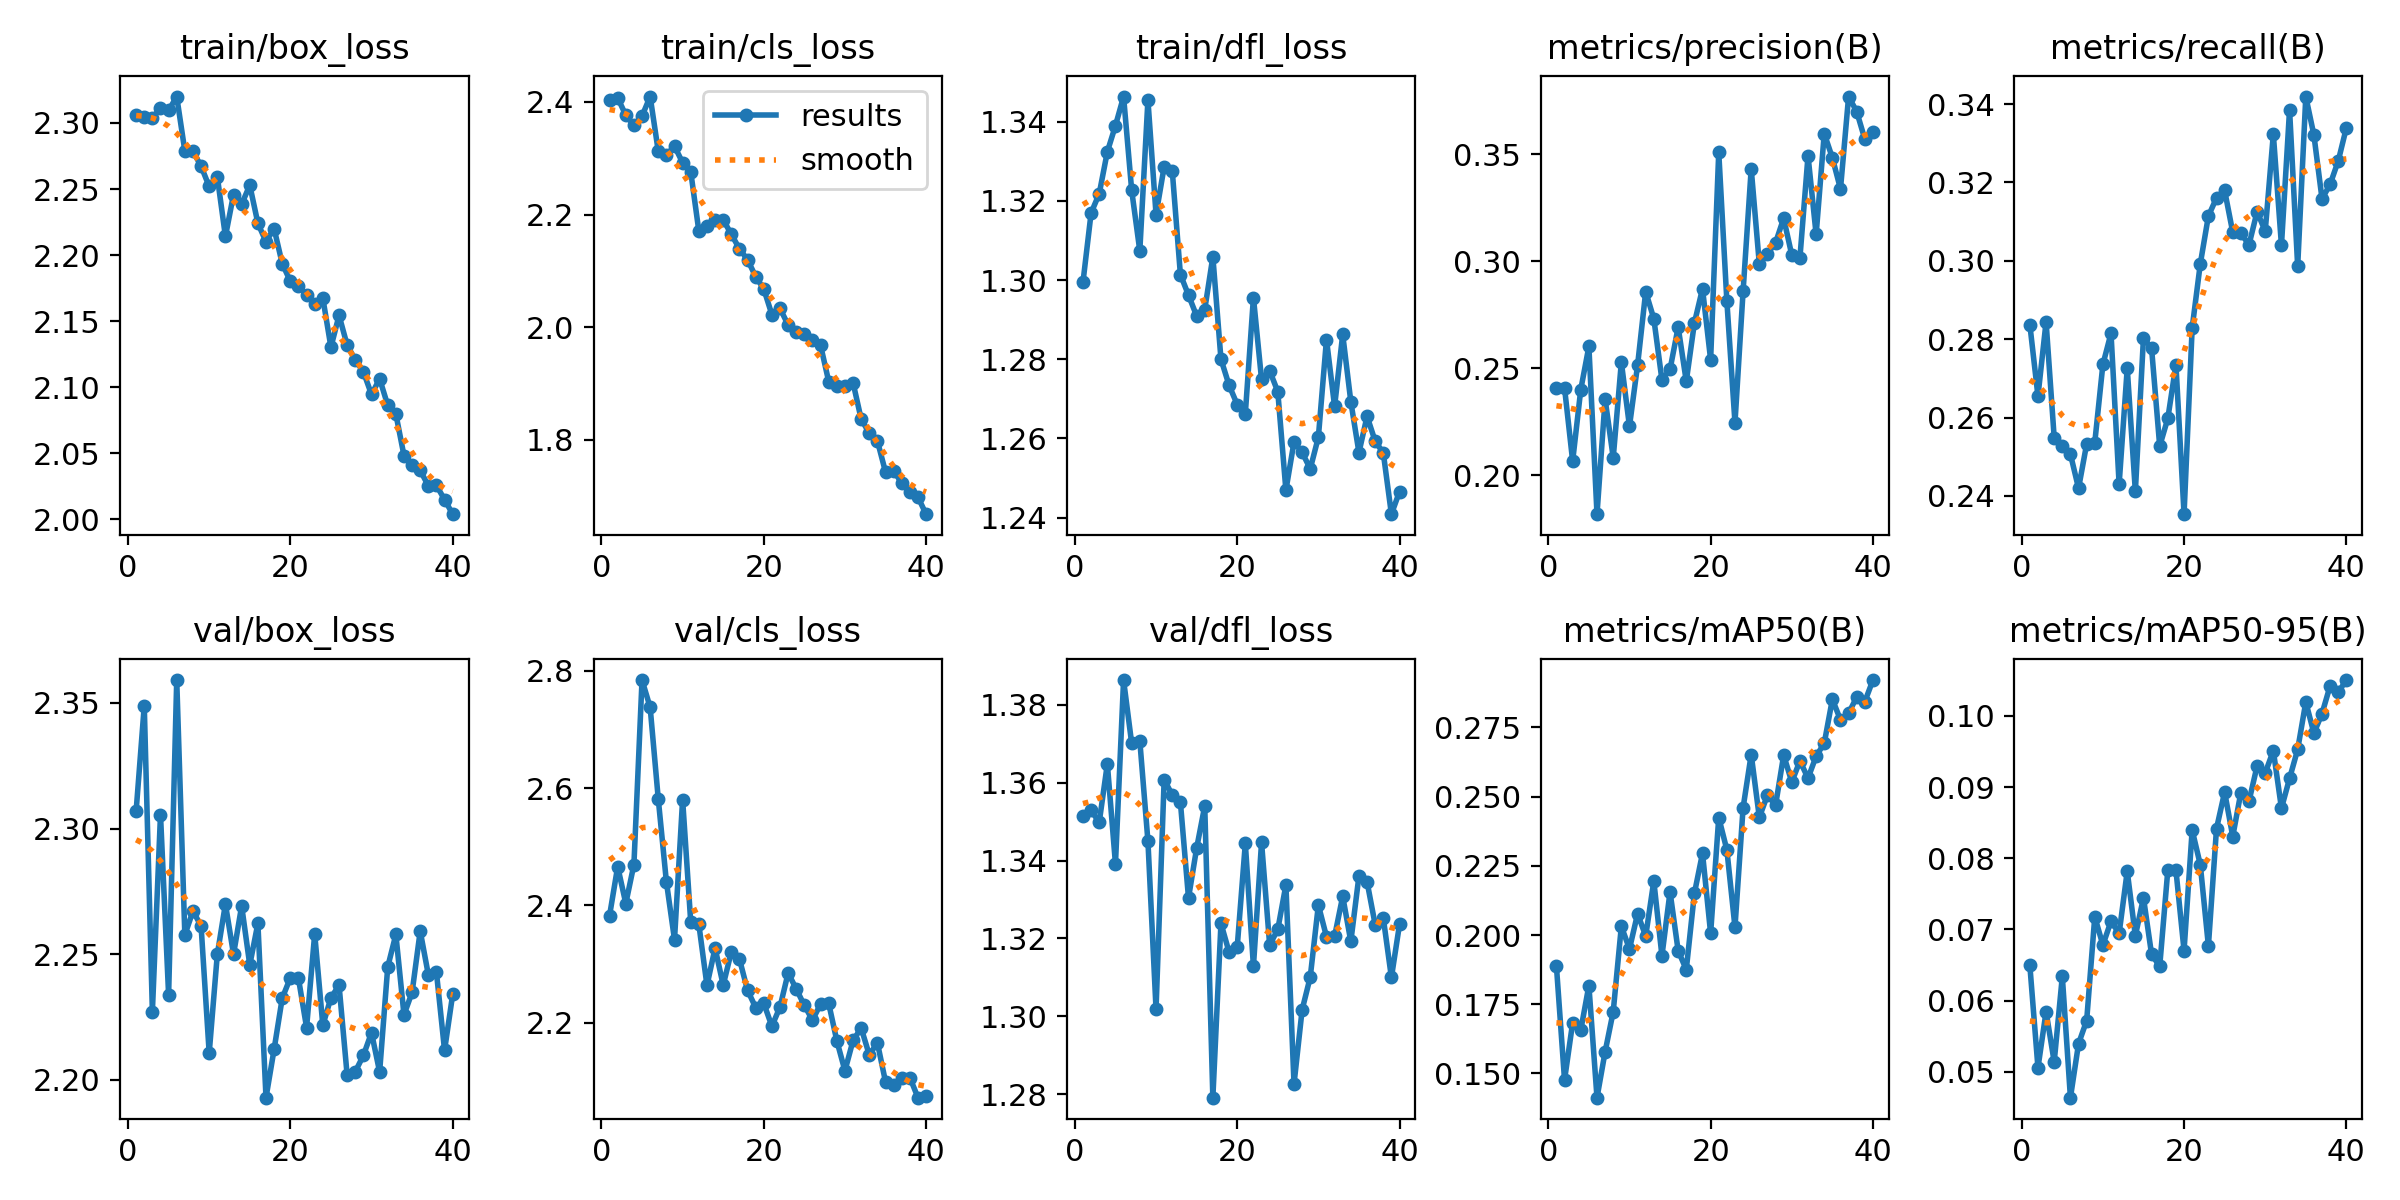 train/box_loss
2.30
2.25
2.20
2.15
2.10
2.05
2.00
0 20 40
train/cls_loss
results
smooth
2.4
2.2
2.0
1.8
0 20 40
train/dfl_loss
1.34
1.32
1.30
1.28
1.26
1.24
0 20 40
metrics/precision(B)
0.35
0.30
0.25
0.20
0 20 40
metrics/recall(B)
0.34
0.32
0.30
0.28
0.26
0.24
0 20 40
val/box_loss
2.35
2.30
2.25
2.20
0 20 40
val/cls_loss
2.8
2.6
2.4
2.2
0 20 40
val/dfl_loss
1.38
1.36
1.34
1.32
1.30
1.28
0 20 40
metrics/mAP50(B)
0.275
0.250
0.225
0.200
0.175
0.150
0 20 40
metrics/mAP50-95(B)
0.10
0.09
0.08
0.07
0.06
0.05
0 20 40